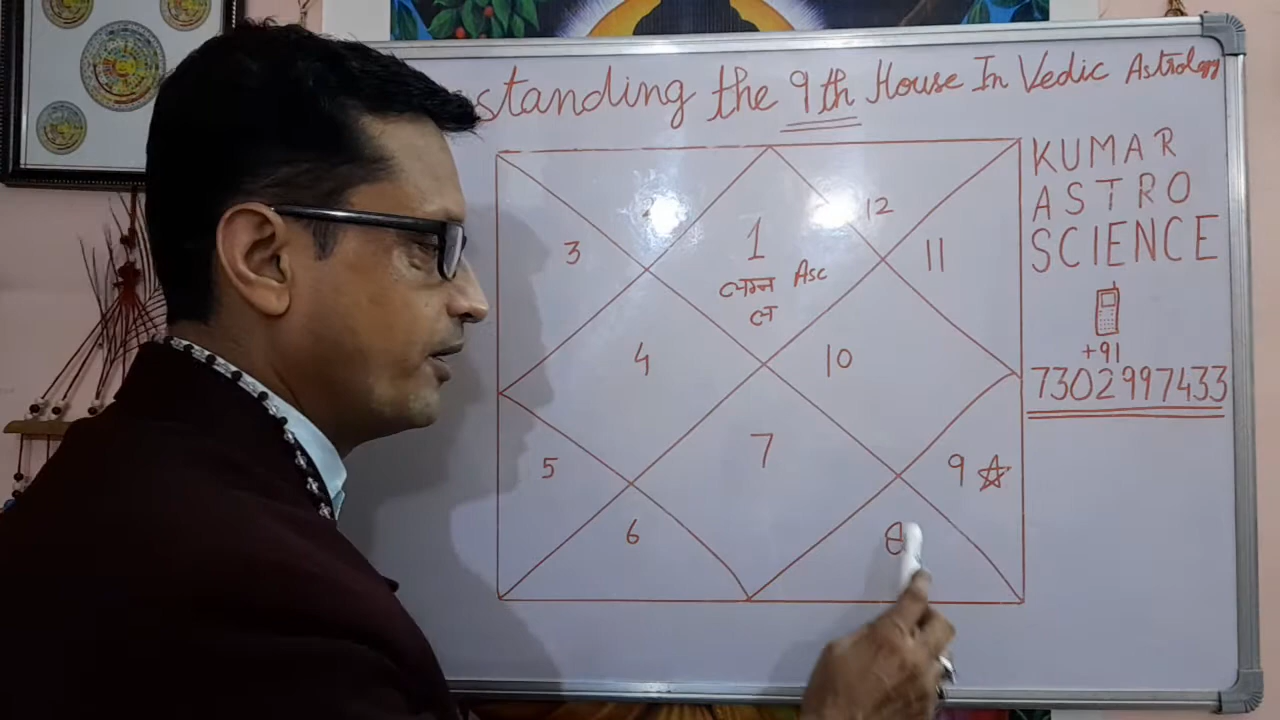 standing the 9th House In Vedic Astrology
KUMAR
ASTRO
SCIENCE
+91
7302997433
12
3
1
11
लग्न Asc
ल
4
10
7
5
9
6
8